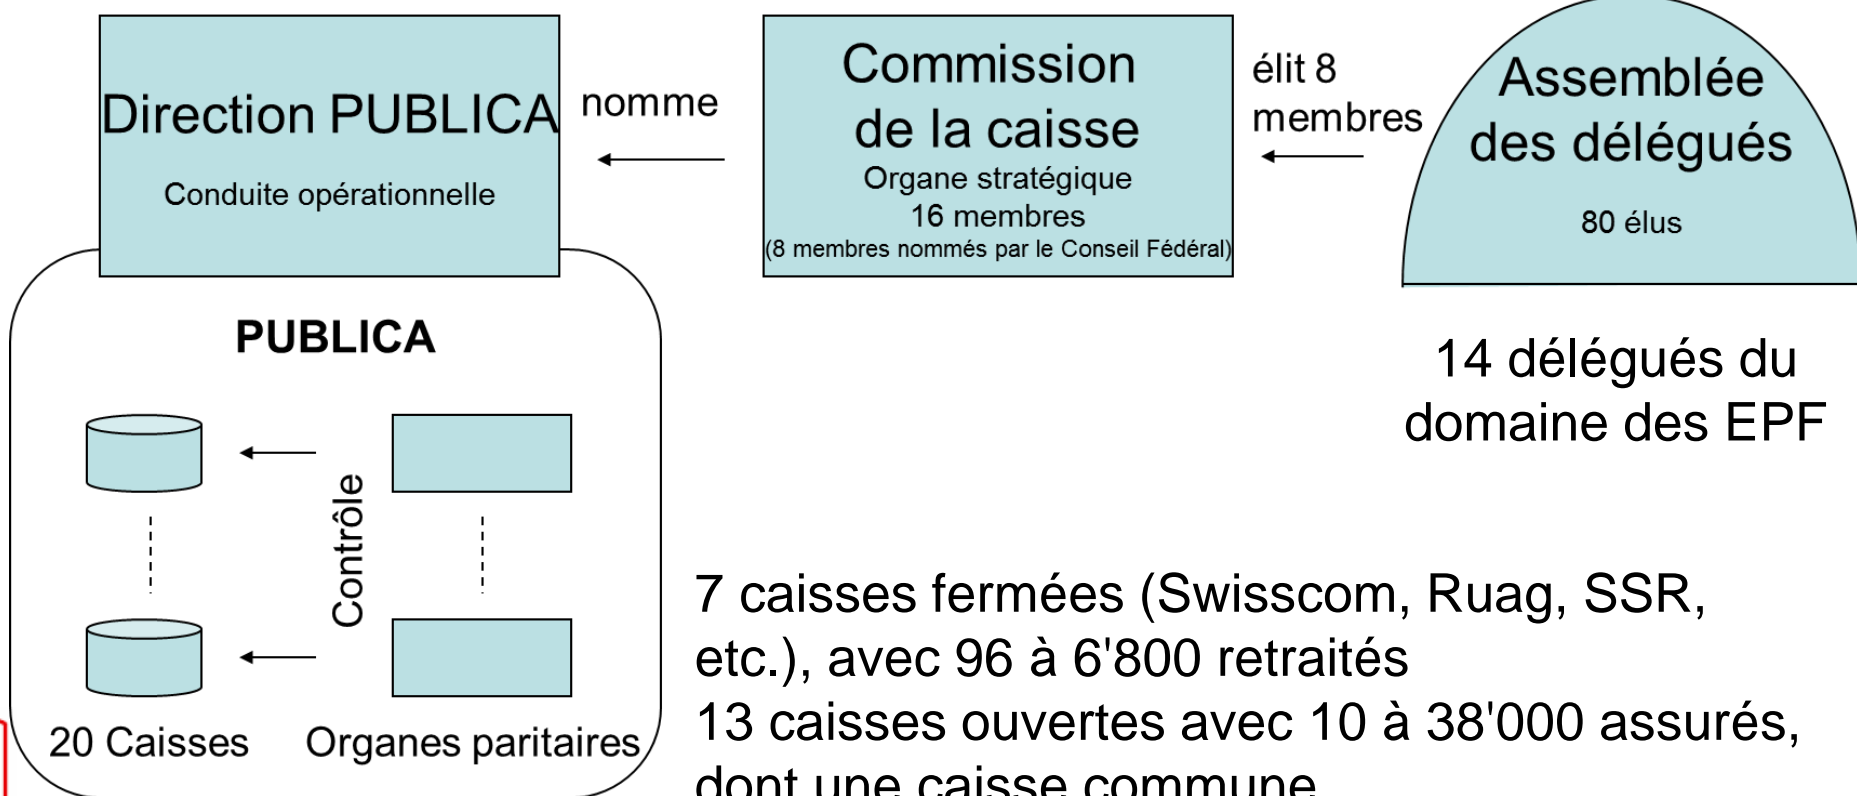 Direction PUBLICA
Conduite opérationnelle
nomme
Commission
de la caisse
Organe stratégique
16 membres
(8 membres nommés par le Conseil Fédéral)
élit 8
membres
Assemblée
des délégués
80 élus
14 délégués du
domaine des EPF
PUBLICA
Contrôle
20 Caisses
Organes paritaires
7 caisses fermées (Swisscom, Ruag, SSR,
etc.), avec 96 à 6'800 retraités
13 caisses ouvertes avec 10 à 38'000 assurés,
dont une caisse commune